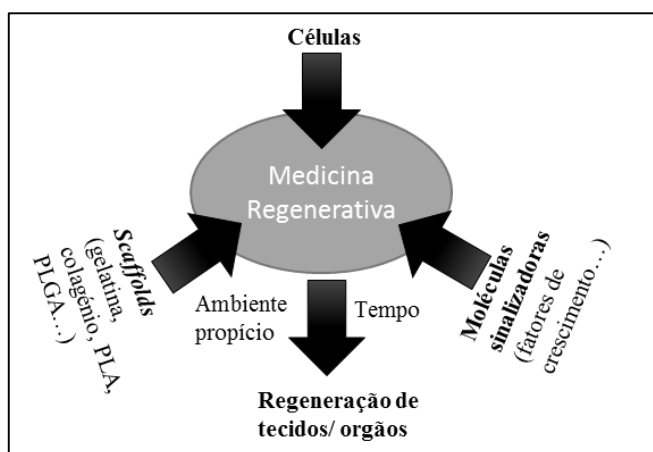 Células
Medicina
Regenerativa
Scaffolds
(gelatina,
colagénio, PLA,
PLGA…)
Moléculas
sinalizadoras
(fatores de
crescimento…)
Ambiente
propício
Tempo
Regeneração de
tecidos/ orgãos